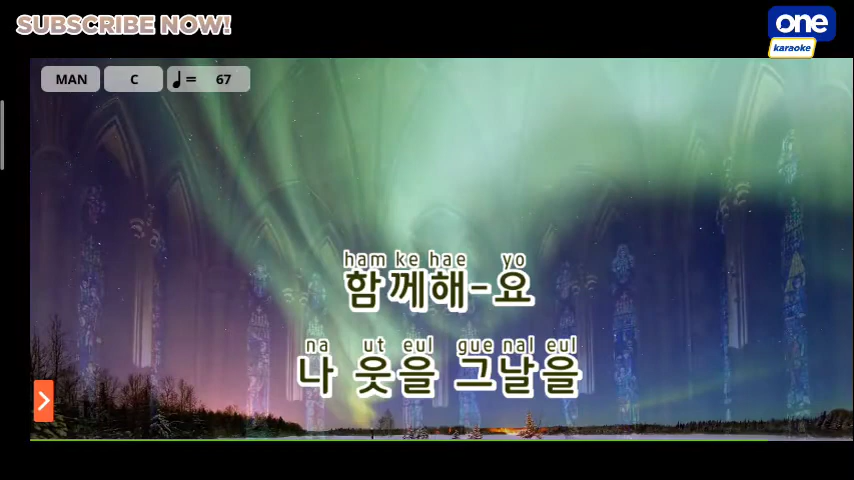 SUBSCRIBE NOW!
one
karaoke
MAN C ♩= 67
ham ke hae yo
함께해-요
na ut eul gue nal eul
나 웃을 그날을